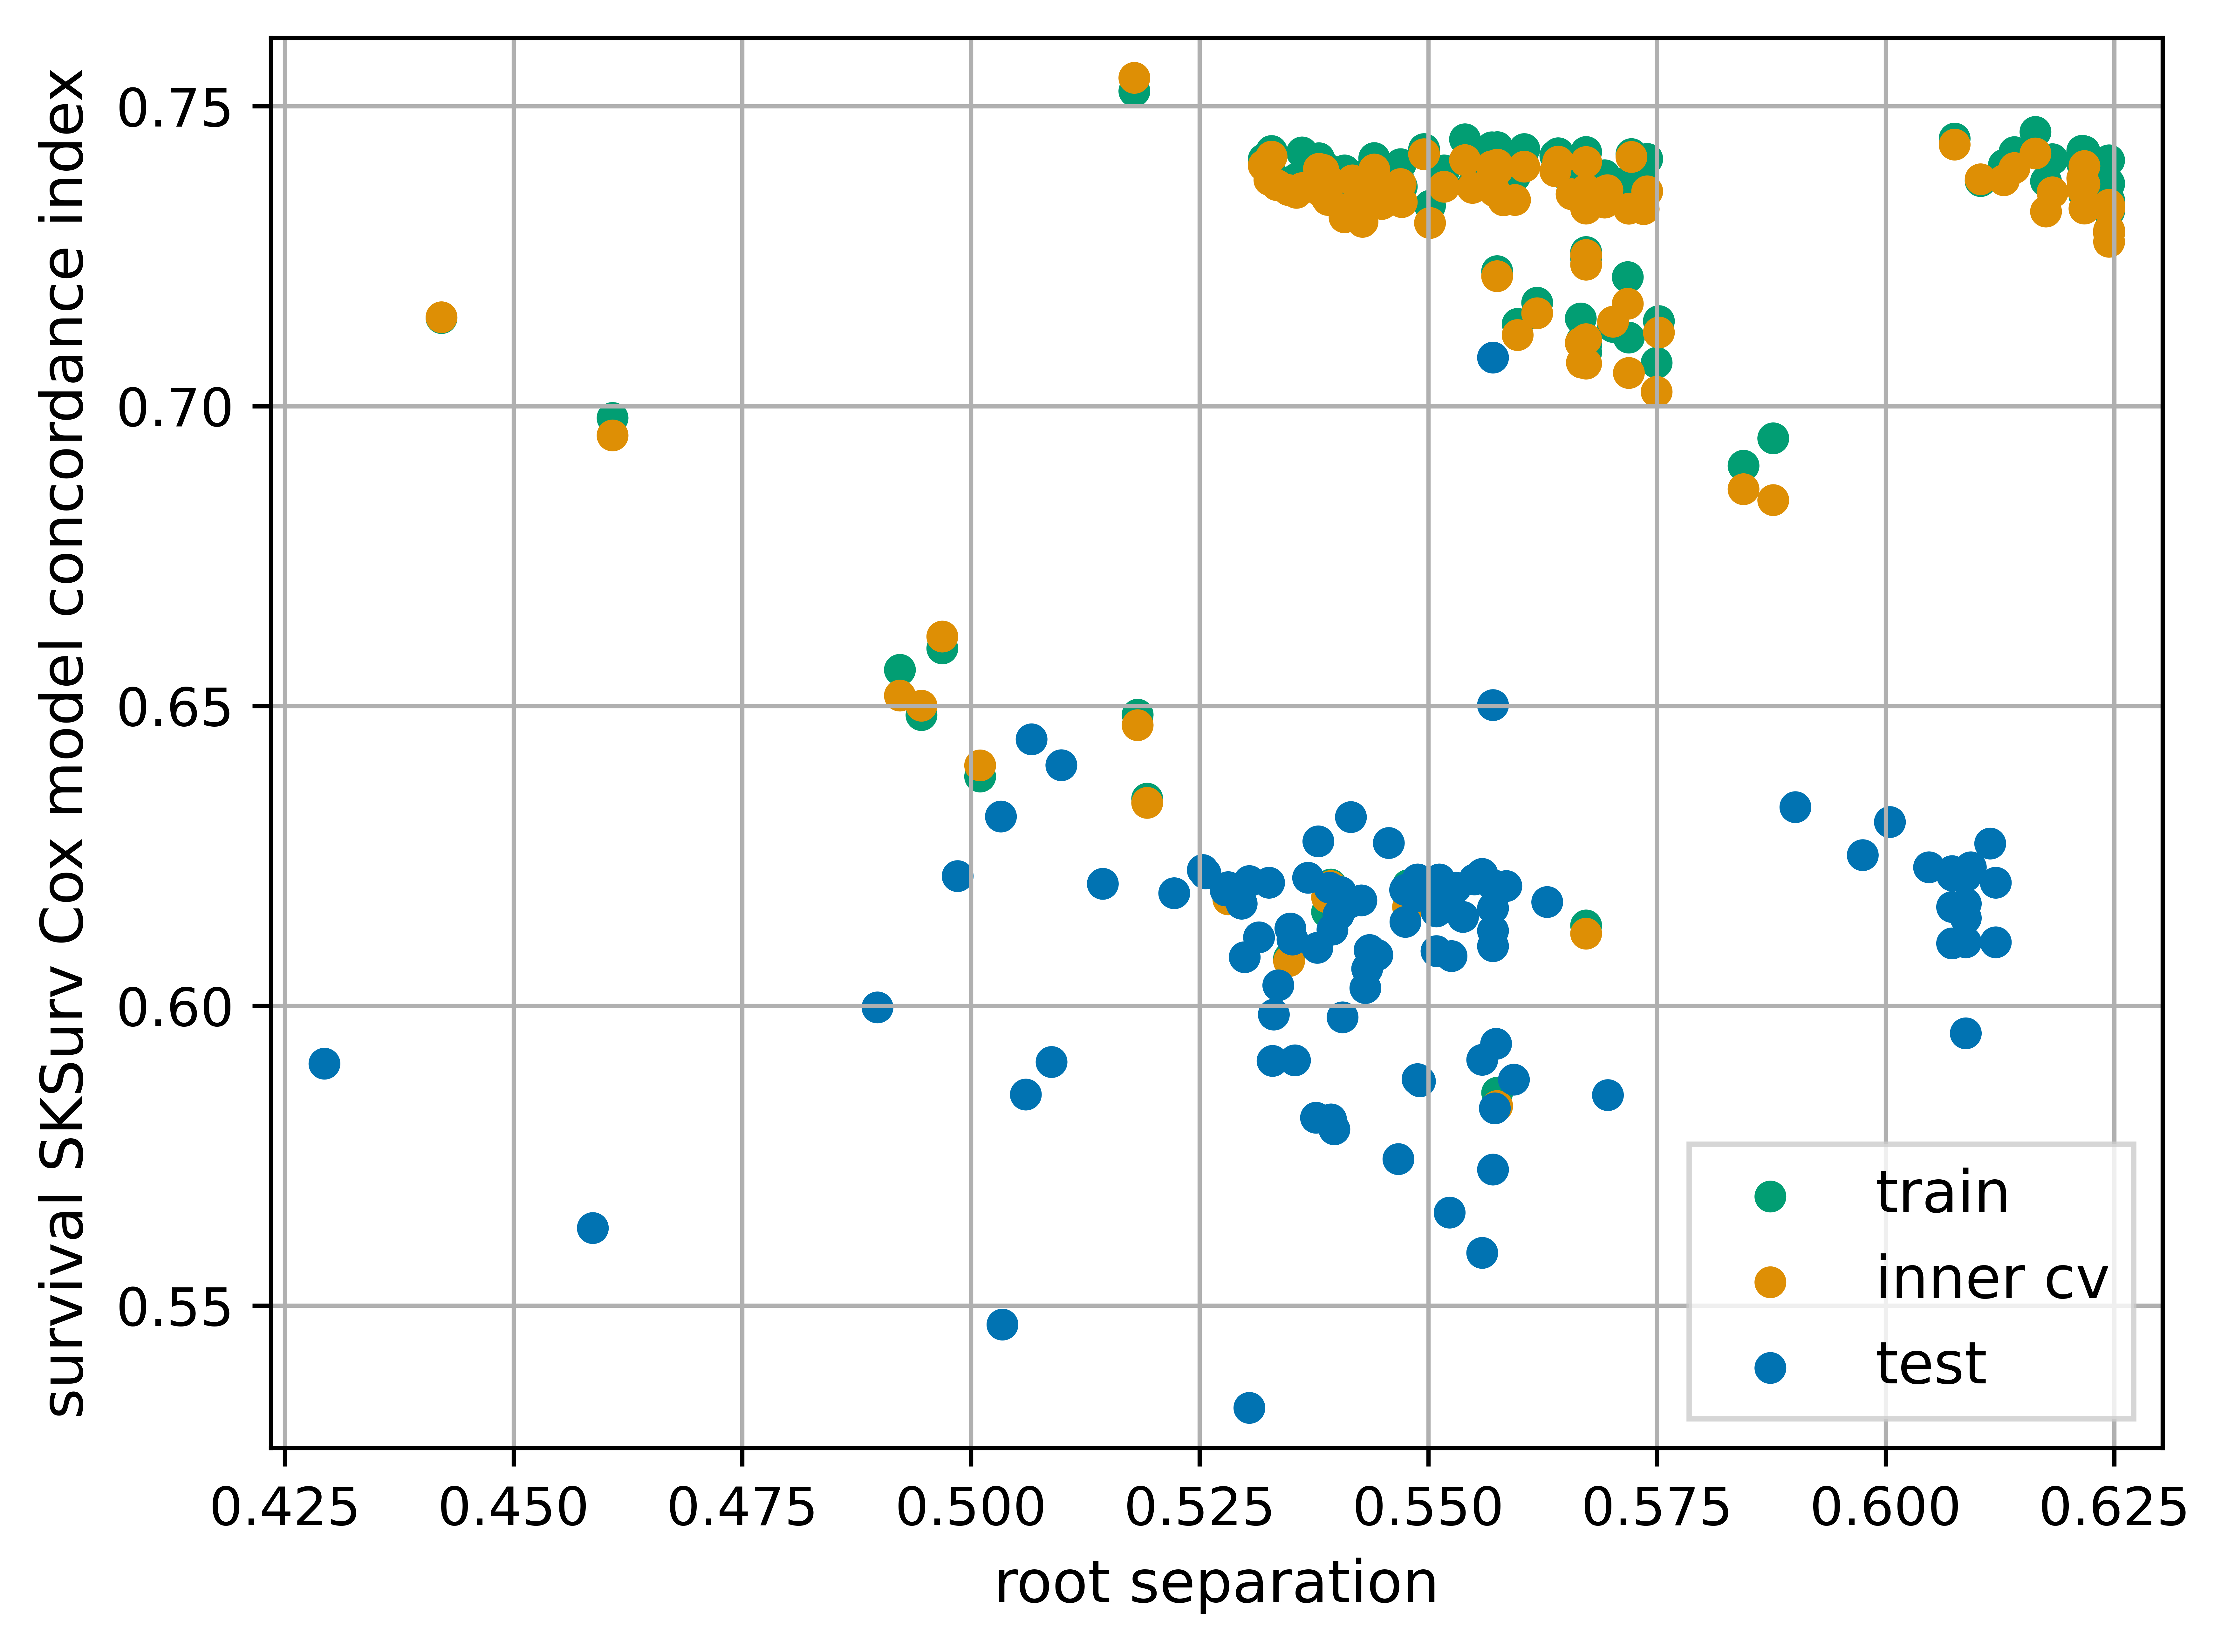 survival SKSurv Cox model concordance index
0.75
0.70
0.65
0.60
0.55
train
inner cv
test
0.425 0.450 0.475 0.500 0.525 0.550 0.575 0.600 0.625
root separation